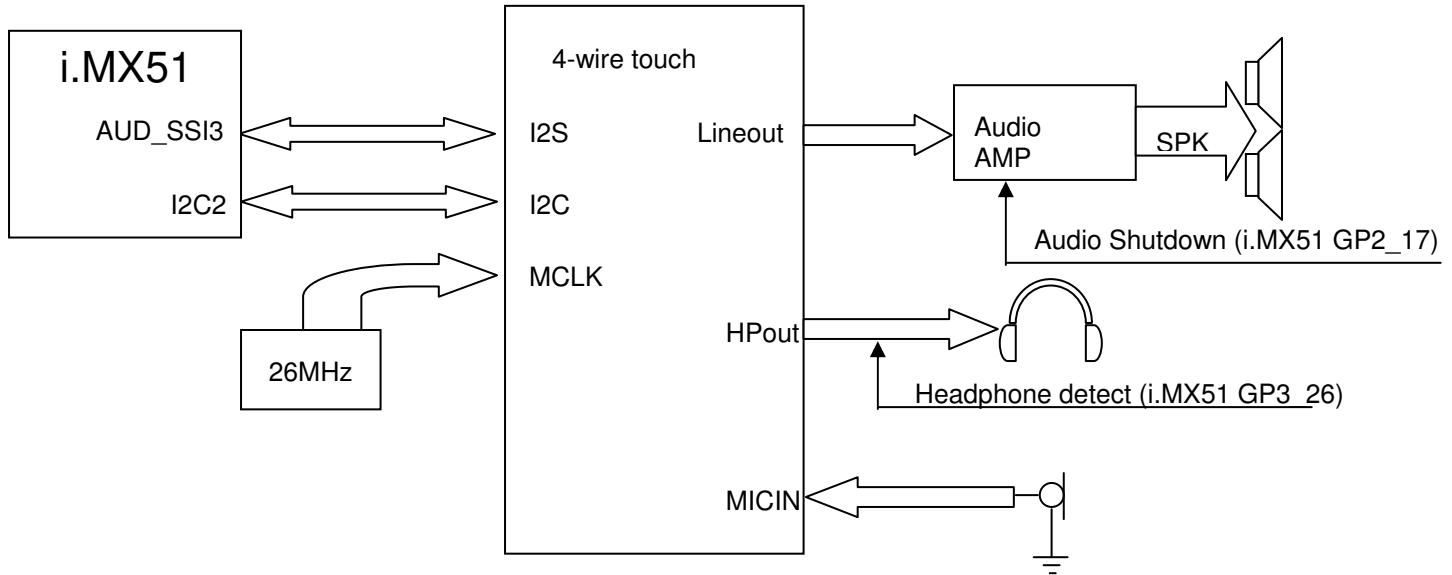 i.MX51
AUD_SSI3
I2C2
26MHz
4-wire touch
I2S
I2C
MCLK
Lineout
HPout
MICIN
Audio
AMP
SPK
Audio Shutdown (i.MX51 GP2_17)
Headphone detect (i.MX51 GP3_26)